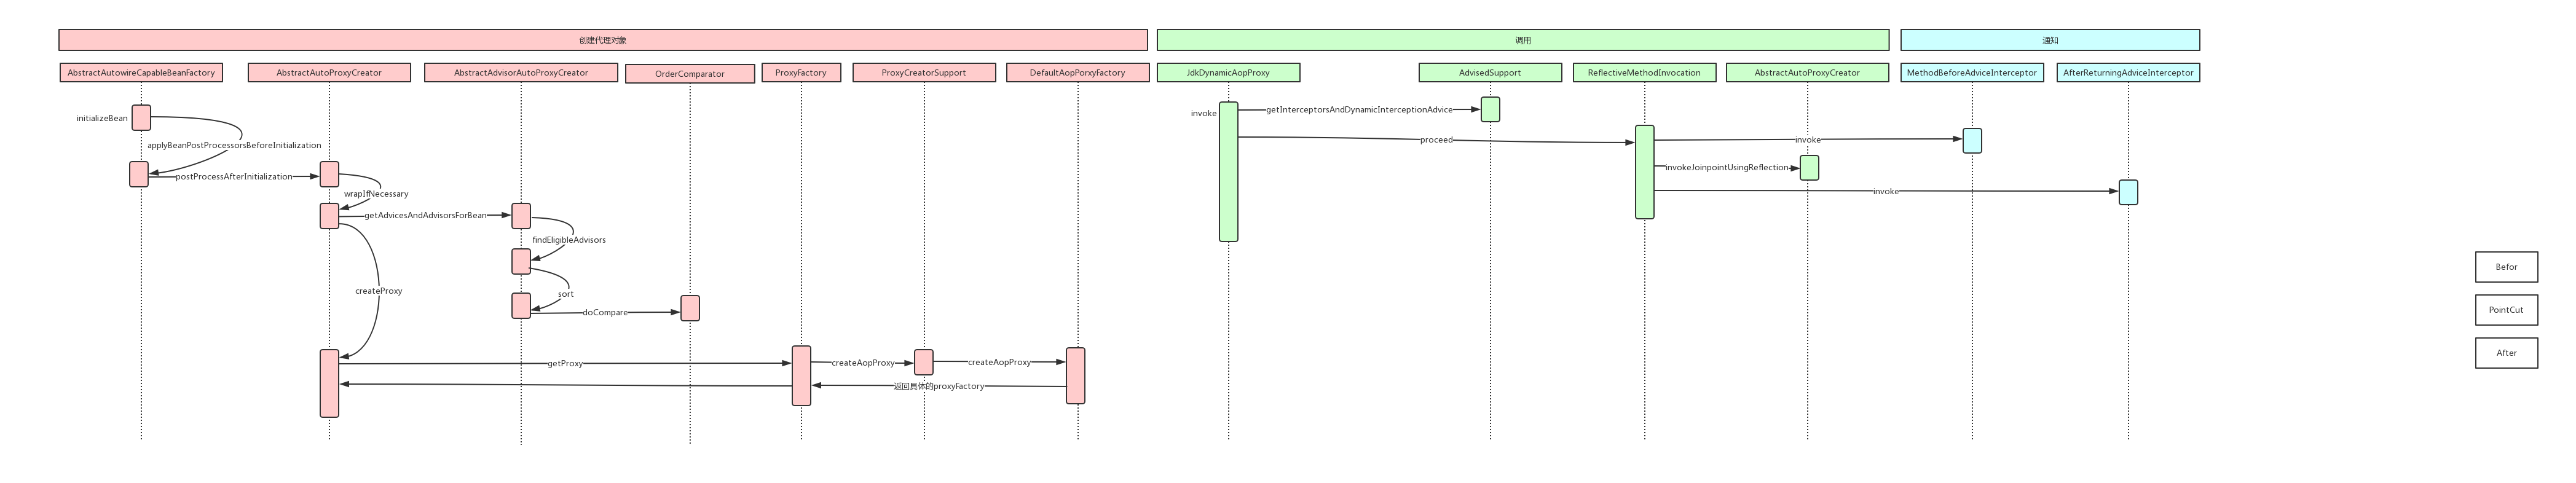 创建代理对象
调用
通知
AbstractAutowireCapableBeanFactory
AbstractAutoProxyCreator
AbstractAdvisorAutoProxyCreator
OrderComparator
ProxyFactory
ProxyCreatorSupport
DefaultAopPorxyFactory
JdkDynamicAopProxy
AdvisedSupport
ReflectiveMethodInvocation
AbstractAutoProxyCreator
MethodBeforeAdviceInterceptor
AfterReturningAdviceInterceptor
initializeBean
applyBeanPostProcessorsBeforeInitialization
postProcessAfterInitialization
wrapIfNecessary
getAdvicesAndAdvisorsForBean
findEligibleAdvisors
createProxy
sort
doCompare
getProxy
createAopProxy
createAopProxy
返回具体的proxyFactory
invoke
getInterceptorsAndDynamicInterceptionAdvice
proceed
invoke
invokeJoinpointUsingReflection
invoke
Befor
PointCut
After